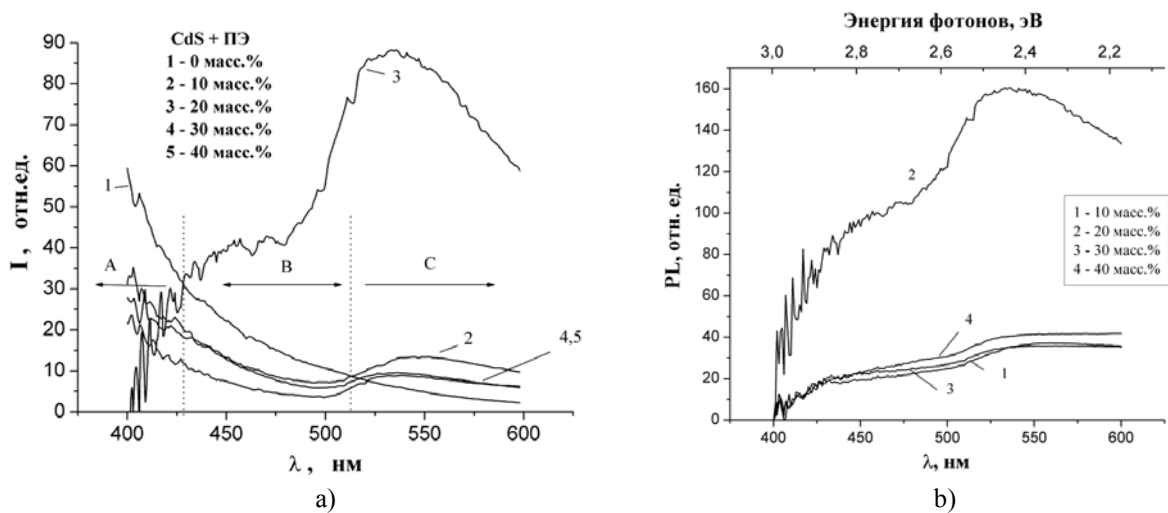 CdS + ПЭ
1 - 0 масс.%
2 - 10 масс.%
3 - 20 масс.%
4 - 30 масс.%
5 - 40 масс.%
I , отн.ед.
90
80
70
60
50
40
30
20
10
0
1
3
A
B
C
2
4,5
400 450 500 550 600
λ , нм
a)
Энергия фотонов, эВ
3,0 2,8 2,6 2,4 2,2
PL, отн. ед.
160
140
120
100
80
60
40
20
0
2
1 - 10 масс.%
2 - 20 масс.%
3 - 30 масс.%
4 - 40 масс.%
4
3
1
400 450 500 550 600
λ, нм
b)